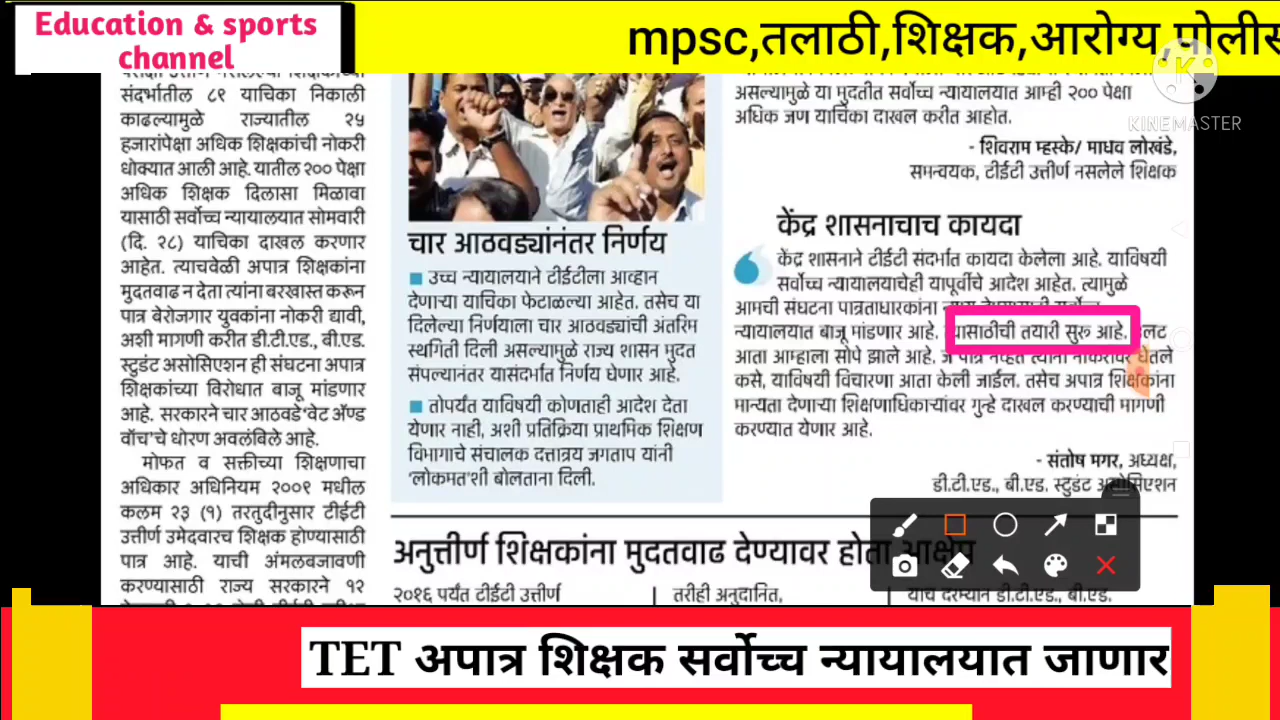 Education & sports
channel
mpsc,तलाठी,शिक्षक,आरोग्य,पोलीस
KINEMASTER
संदर्भातील ८९ याचिका निकाली
काढल्यामुळे राज्यातील २५
हजारांपेक्षा अधिक शिक्षकांची नोकरी
धोक्यात आली आहे. यातील २०० पेक्षा
अधिक शिक्षक दिलासा मिळावा
यासाठी सर्वोच्च न्यायालयात सोमवारी
(दि. २८) याचिका दाखल करणार
आहेत. त्याचवेळी अपात्र शिक्षकांना
मुदतवाढ न देता त्यांना बरखास्त करून
पात्र बेरोजगार युवकांना नोकरी द्यावी,
अशी मागणी करीत डी.टी.एड., बी.एड.
स्टुडंट असोसिएशन ही संघटना अपात्र
शिक्षकांच्या विरोधात बाजू मांडणार
आहे. सरकारने चार आठवडे 'वेट अ‍ॅण्ड
वॉच'चे धोरण अवलंबिले आहे.
मोफत व सक्तीच्या शिक्षणाचा
अधिकार अधिनियम २००९ मधील
कलम २३ (१) तरतुदीनुसार टीईटी
उत्तीर्ण उमेदवारच शिक्षक होण्यासाठी
पात्र आहे. याची अंमलबजावणी
करण्यासाठी राज्य सरकारने १२
चार आठवड्यांनंतर निर्णय
■ उच्च न्यायालयाने टीईटीला आव्हान
देणाऱ्या याचिका फेटाळल्या आहेत. तसेच या
दिलेल्या निर्णयाला चार आठवड्यांची अंतरिम
स्थगिती दिली असल्यामुळे राज्य शासन मुदत
संपल्यानंतर यासंदर्भात निर्णय घेणार आहे.
■ तोपर्यंत याविषयी कोणताही आदेश देता
येणार नाही, अशी प्रतिक्रिया प्राथमिक शिक्षण
विभागाचे संचालक दत्तात्रय जगताप यांनी
'लोकमत'शी बोलताना दिली.
असल्यामुळे या मुदतीत सर्वोच्च न्यायालयात आम्ही २०० पेक्षा
अधिक जण याचिका दाखल करीत आहोत.
- शिवराम म्हस्के/ माधव लोखंडे,
समन्वयक, टीईटी उत्तीर्ण नसलेले शिक्षक
केंद्र शासनाचाच कायदा
केंद्र शासनाने टीईटी संदर्भात कायदा केलेला आहे. याविषयी
सर्वोच्च न्यायालयाचेही यापूर्वीचे आदेश आहेत. त्यामुळे
आमची संघटना पात्रताधारकांना
न्यायालयात बाजू मांडणार आहे. यासाठीची तयारी सुरू आहे. उलट
आता आम्हाला सोपे झाले आहे. जे पात्र नव्हते त्यांना नोकरीवर घेतले
कसे, याविषयी विचारणा आता केली जाईल. तसेच अपात्र शिक्षकांना
मान्यता देणाऱ्या शिक्षणाधिकाऱ्यांवर गुन्हे दाखल करण्याची मागणी
करण्यात येणार आहे.
- संतोष मगर, अध्यक्ष,
डी.टी.एड., बी.एड. स्टुडंट असोसिएशन
अनुत्तीर्ण शिक्षकांना मुदतवाढ देण्यावर होता आक्षेप
२०१६ पर्यंत टीईटी उत्तीर्ण
तरीही अनुदानित,
याच दरम्यान डी.टी.एड., बी.एड.
TET अपात्र शिक्षक सर्वोच्च न्यायालयात जाणार